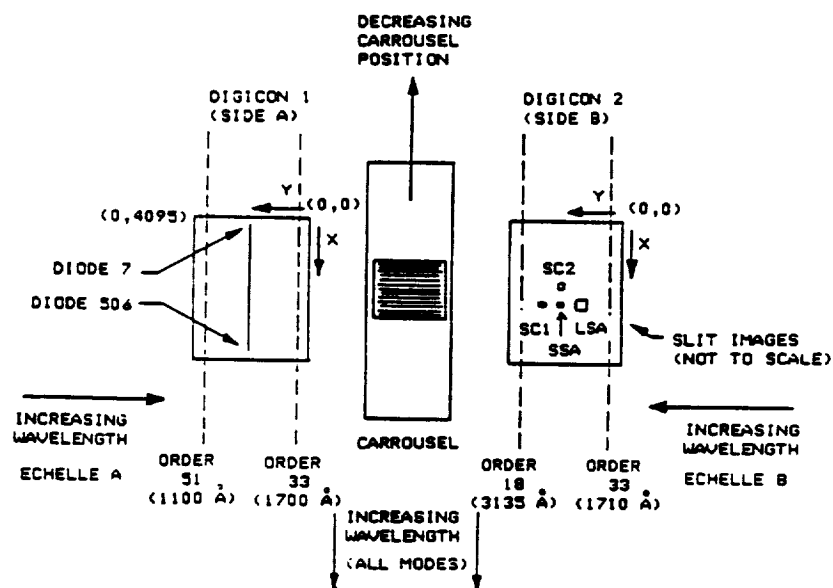 DECREASING
CARROUSEL
POSITION
DIGICON 1
(SIDE A)
DIGICON 2
(SIDE B)
(0,4095)
Y
(0,0)
X
Y
(0,0)
X
DIODE 7
DIODE 506
SC2
SC1
LSA
SSA
SLIT IMAGES
(NOT TO SCALE)
INCREASING
WAVELENGTH
ECHELLE A
CARROUSEL
INCREASING
WAVELENGTH
ECHELLE B
ORDER
51
(1100 Å)
ORDER
33
(1700 Å)
ORDER
18
(3135 Å)
ORDER
33
(1710 Å)
INCREASING
WAVELENGTH
(ALL MODES)